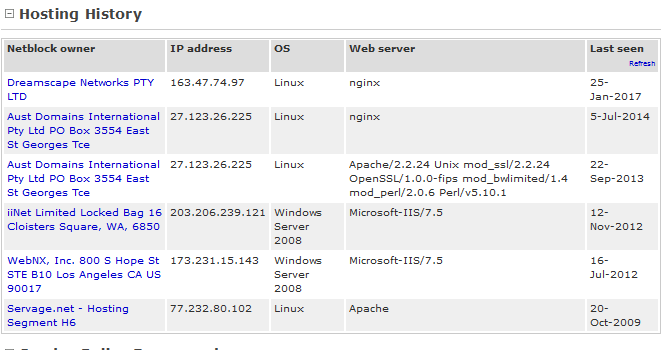 Hosting History
Netblock owner IP address OS Web server Last seen
Refresh
Dreamscape Networks PTY 163.47.74.97 Linux nginx 25-
LTD Jan-2017
Aust Domains International 27.123.26.225 Linux nginx 5-Jul-2014
Pty Ltd PO Box 3554 East
St Georges Tce
Aust Domains International 27.123.26.225 Linux Apache/2.2.24 Unix mod_ssl/2.2.24 22-
Pty Ltd PO Box 3554 East OpenSSL/1.0.0-fips mod_bwlimited/1.4 Sep-2013
St Georges Tce mod_perl/2.0.6 Perl/v5.10.1
iiNet Limited Locked Bag 16 203.206.239.121 Windows Microsoft-IIS/7.5 12-
Cloisters Square, WA, 6850 Server Nov-2012
2008
WebNX, Inc. 800 S Hope St 173.231.15.143 Windows Microsoft-IIS/7.5 16-
STE B10 Los Angeles CA US Server Jul-2012
90017 2008
Servage.net - Hosting 77.232.80.102 Linux Apache 20-
Segment H6 Oct-2009